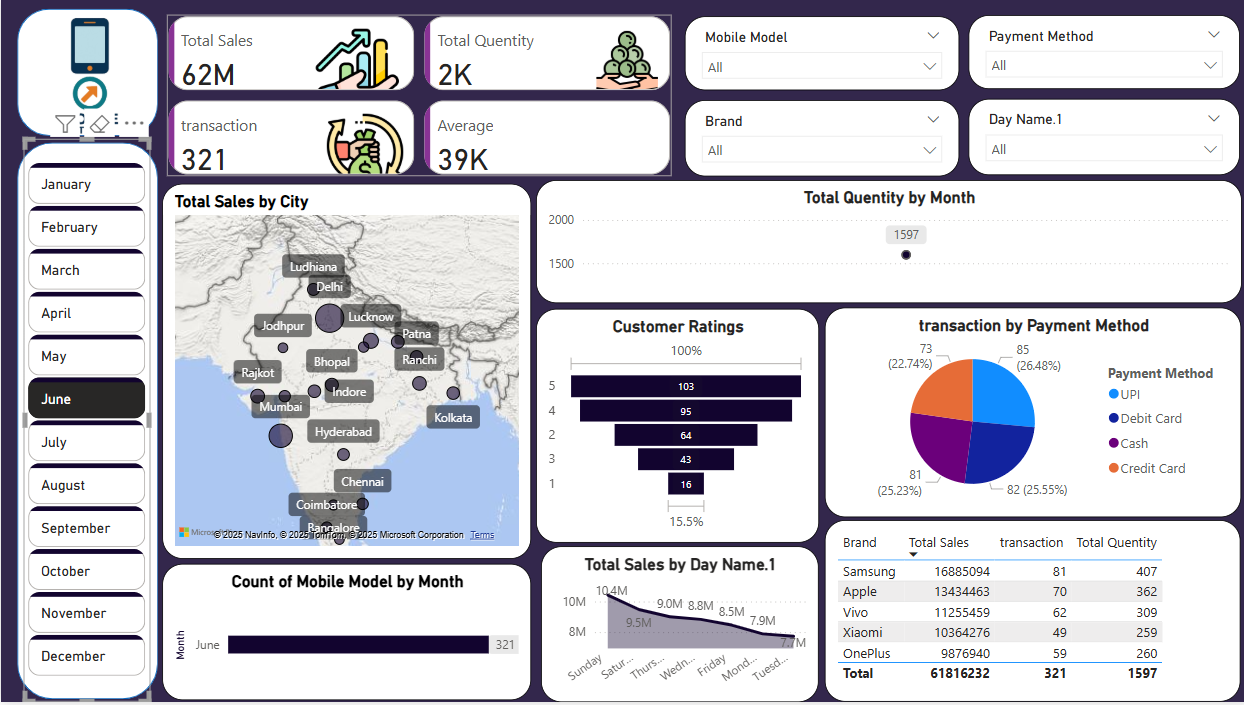 Total Sales
62M
Total Quentity
2K
transaction
321
Average
39K
Mobile Model
All
Payment Method
All
Brand
All
Day Name.1
All
January
February
March
April
May
June
July
August
September
October
November
December
Total Sales by City
Ludhiana
Delhi
Lucknow
Jodhpur
Patna
Ranchi
Bhopal
Rajkot
Indore
Mumbai
Kolkata
Hyderabad
Chennai
Coimbatore
Bangalore
© 2025 NavInfo, © 2025 TomTom, © 2025 Microsoft Corporation Terms
Total Quentity by Month
2000
1597
1500
Customer Ratings
100%
5 103
4 95
2 64
3 43
1 16
15.5%
transaction by Payment Method
73
(22.74%)
85
(26.48%)
81
(25.23%)
82 (25.55%)
Payment Method
UPI
Debit Card
Cash
Credit Card
Count of Mobile Model by Month
Month
June 321
Total Sales by Day Name.1
10M
8M
10.4M
9.5M
9.0M
8.8M
8.5M
7.9M
7.7M
Sunday
Satur...
Thurs...
Wedn...
Friday
Mond...
Tuesd...
Brand Total Sales transaction Total Quentity
Samsung 16885094 81 407
Apple 13434463 70 362
Vivo 11255459 62 309
Xiaomi 10364276 49 259
OnePlus 9876940 59 260
Total 61816232 321 1597